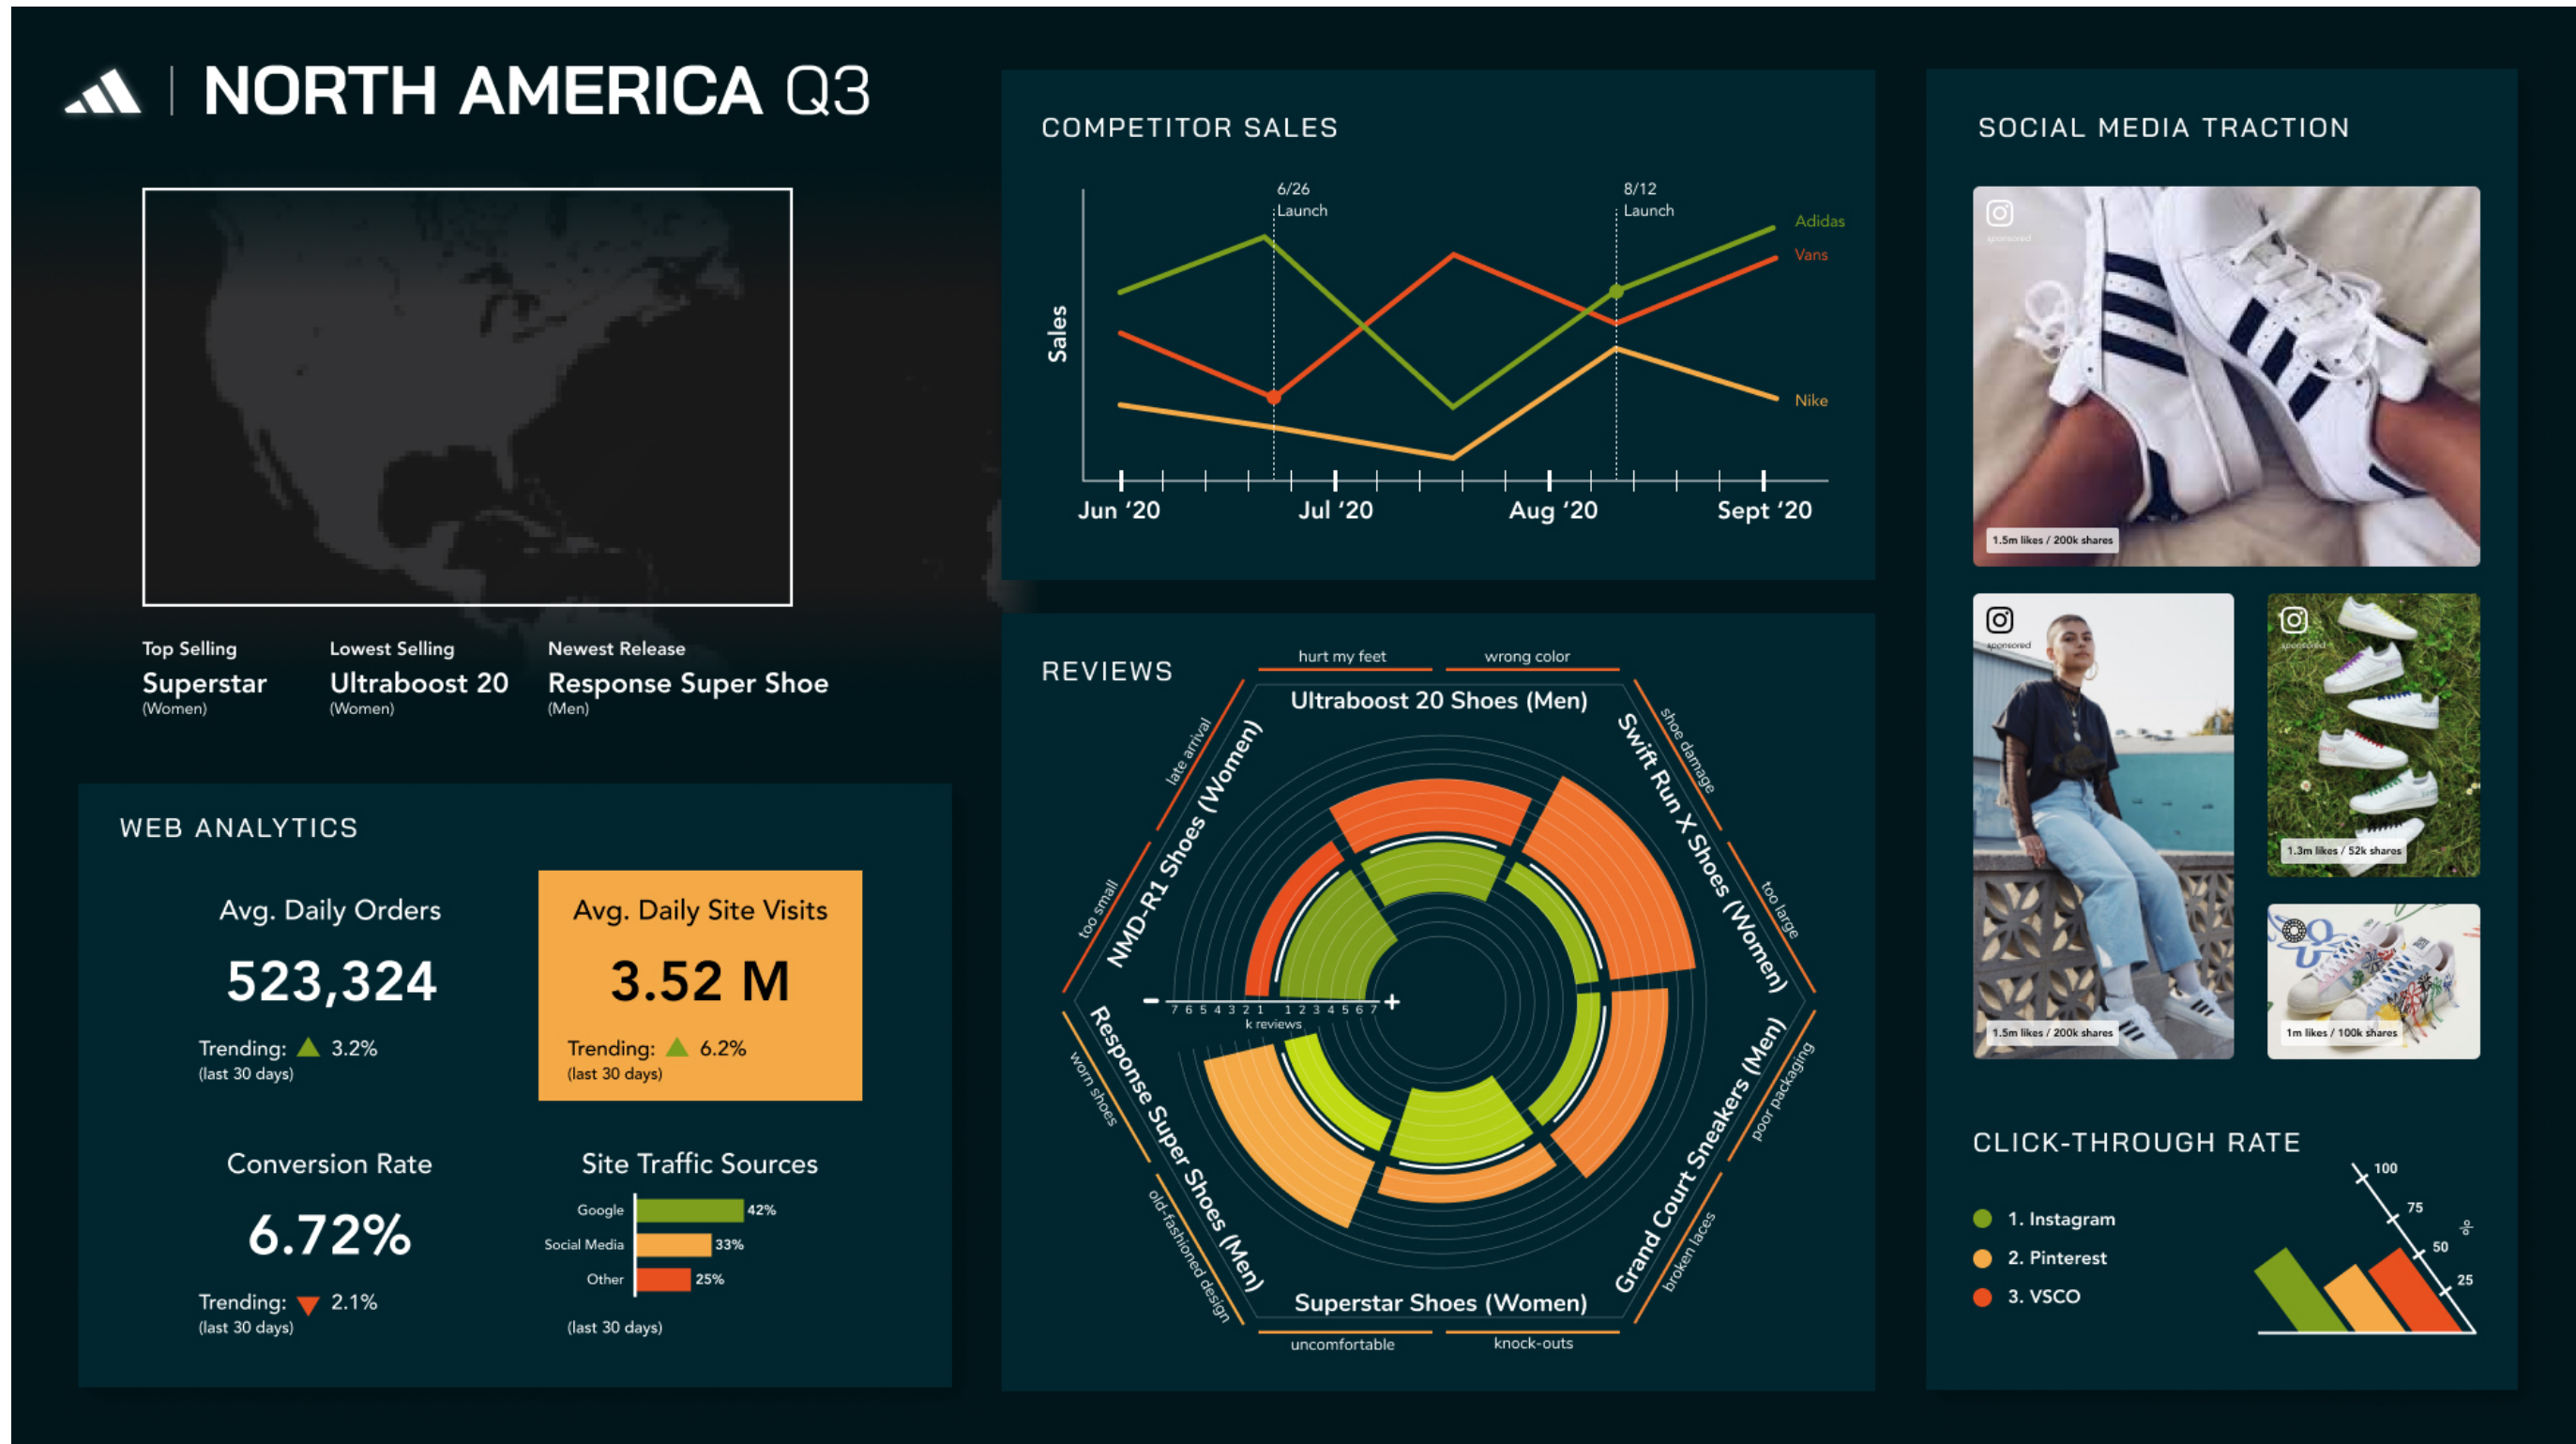 NORTH AMERICA Q3
Top Selling
Superstar
(Women)
Lowest Selling
Ultraboost 20
(Women)
Newest Release
Response Super Shoe
(Men)
WEB ANALYTICS
Avg. Daily Orders
523,324
Trending: 3.2%
(last 30 days)
Avg. Daily Site Visits
3.52 M
Trending: 6.2%
(last 30 days)
Conversion Rate
6.72%
Trending: 2.1%
(last 30 days)
Site Traffic Sources
Google 42%
Social Media 33%
Other 25%
(last 30 days)
COMPETITOR SALES
6/26
Launch
8/12
Launch
Adidas
Vans
Nike
Sales
Jun ‘20 Jul ‘20 Aug ‘20 Sept ‘20
REVIEWS
hurt my feet
wrong color
Ultraboost 20 Shoes (Men)
shoe damage
too large
Swift Run X Shoes (Women)
poor packaging
broken laces
Grand Court Sneakers (Men)
Superstar Shoes (Women)
uncomfortable
knock-outs
Response Super Shoes (Men)
worn shoes
old-fashioned design
NMD-R1 Shoes (Women)
late arrival
too small
– 7 6 5 4 3 2 1 1 2 3 4 5 6 7 +
k reviews
SOCIAL MEDIA TRACTION
sponsored
1.5m likes / 200k shares
sponsored
1.5m likes / 200k shares
sponsored
1.3m likes / 52k shares
1m likes / 100k shares
CLICK-THROUGH RATE
1. Instagram
2. Pinterest
3. VSCO
100
75
50
25
%